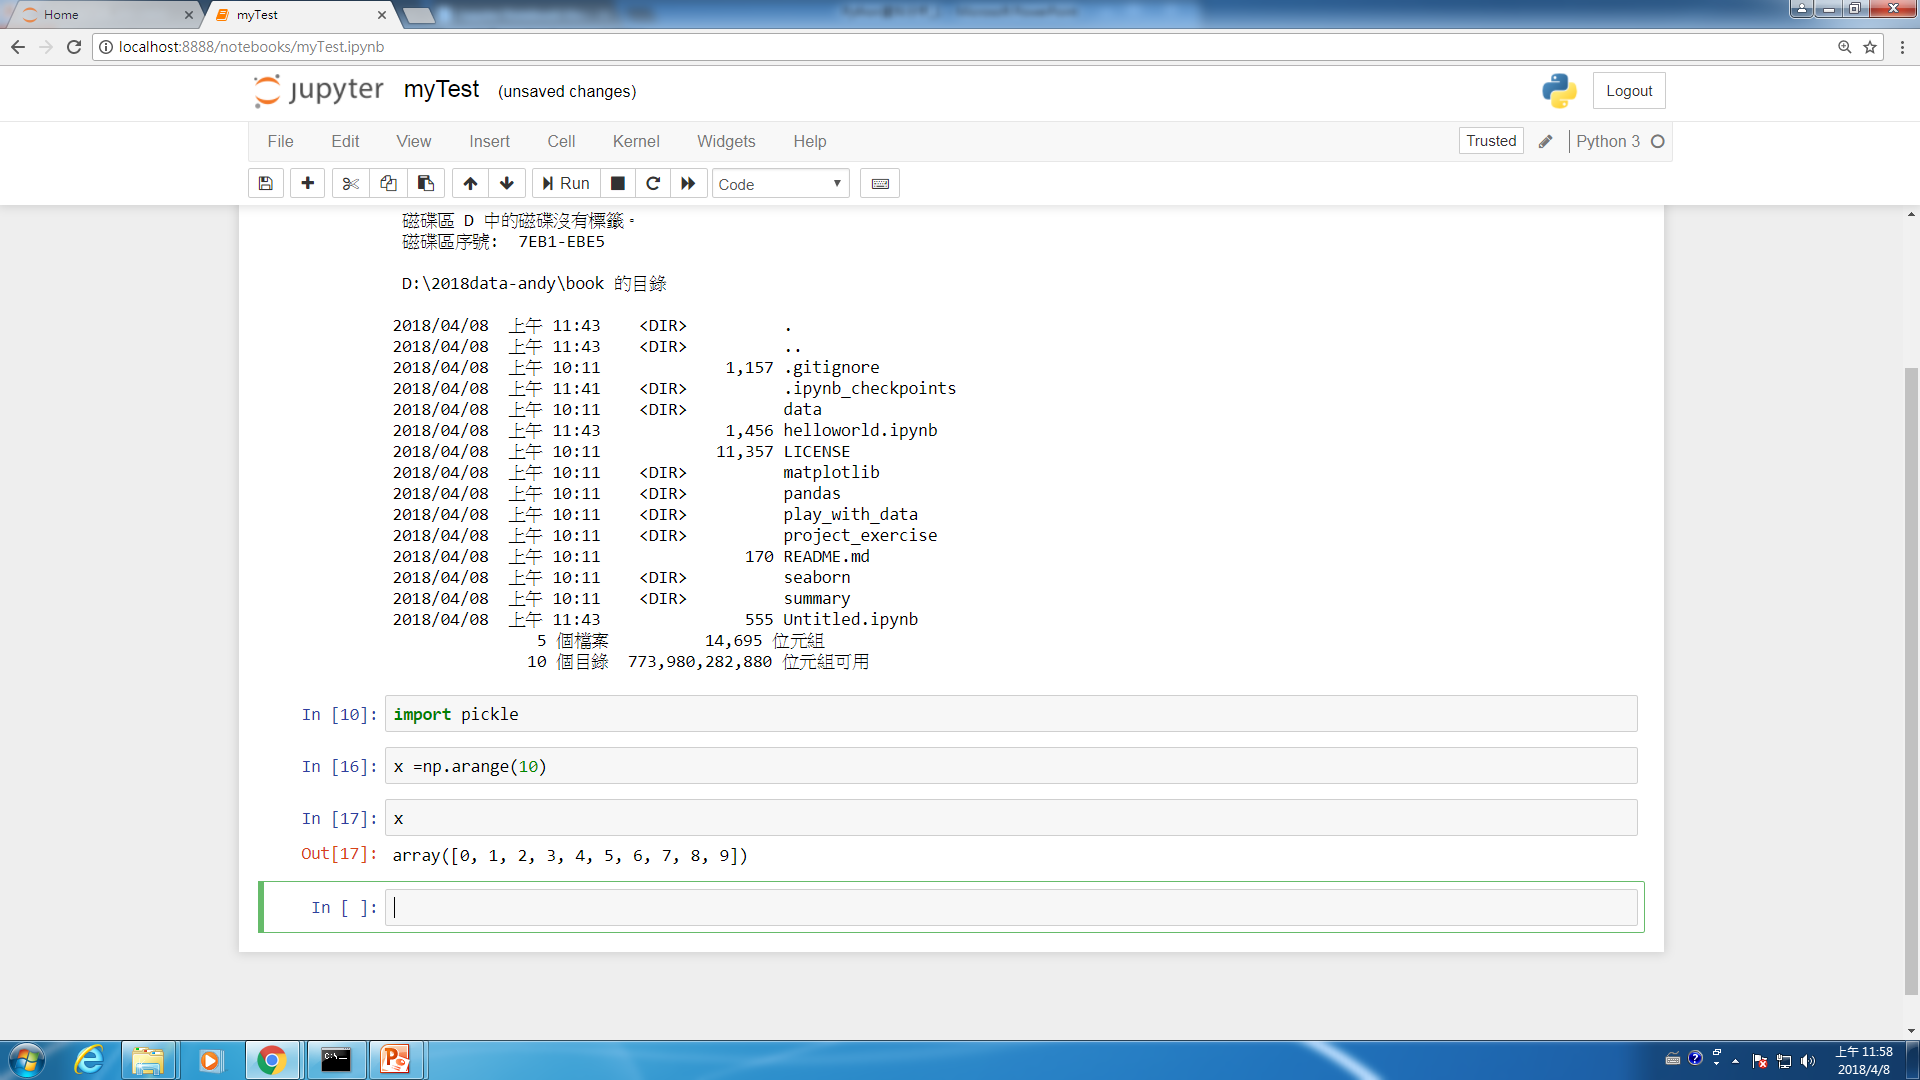 Home
myTest
localhost:8888/notebooks/myTest.ipynb
jupyter myTest (unsaved changes)
Logout
File Edit View Insert Cell Kernel Widgets Help
Trusted
Python 3
Run
Code
磁碟區 D 中的磁碟沒有標籤。
磁碟區序號:  7EB1-EBE5
D:\2018data-andy\book 的目錄
2018/04/08  上午 11:43    <DIR>          .
2018/04/08  上午 11:43    <DIR>          ..
2018/04/08  上午 10:11             1,157 .gitignore
2018/04/08  上午 11:41    <DIR>          .ipynb_checkpoints
2018/04/08  上午 10:11    <DIR>          data
2018/04/08  上午 11:43             1,456 helloworld.ipynb
2018/04/08  上午 10:11            11,357 LICENSE
2018/04/08  上午 10:11    <DIR>          matplotlib
2018/04/08  上午 10:11    <DIR>          pandas
2018/04/08  上午 10:11    <DIR>          play_with_data
2018/04/08  上午 10:11    <DIR>          project_exercise
2018/04/08  上午 10:11               170 README.md
2018/04/08  上午 10:11    <DIR>          seaborn
2018/04/08  上午 10:11    <DIR>          summary
2018/04/08  上午 11:43               555 Untitled.ipynb
5 個檔案          14,695 位元組
10 個目錄  773,980,282,880 位元組可用
In [10]: import pickle
In [16]: x =np.arange(10)
In [17]: x
Out[17]: array([0, 1, 2, 3, 4, 5, 6, 7, 8, 9])
In [ ]:
C:\_
上午 11:58
2018/4/8